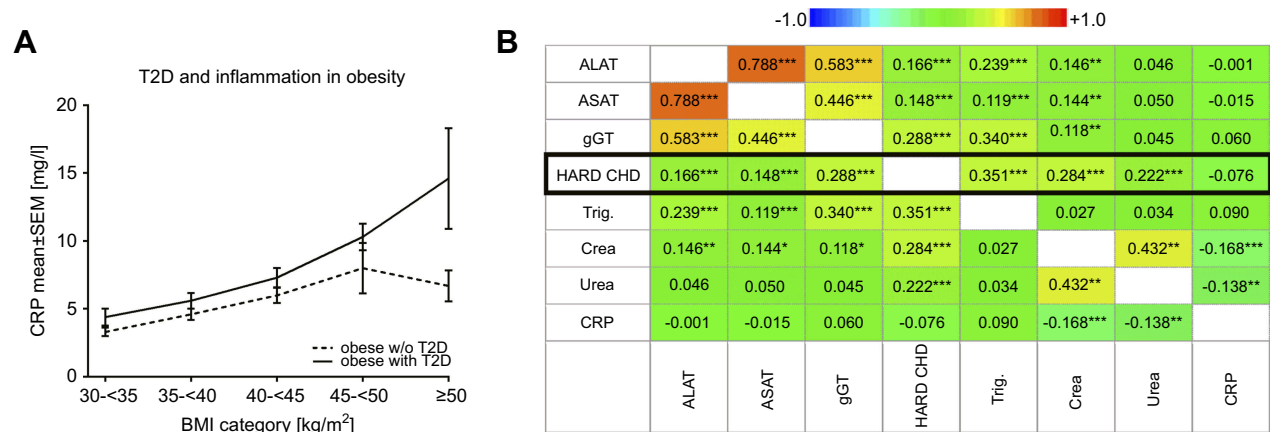 A
T2D and inflammation in obesity
CRP mean±SEM [mg/l]
20
15
10
5
0
obese w/o T2D
obese with T2D
30-<35 35-<40 40-<45 45-<50 ≥50
BMI category [kg/m²]
B
-1.0 +1.0
ALAT 0.788*** 0.583*** 0.166*** 0.239*** 0.146** 0.046 -0.001
ASAT 0.788*** 0.446*** 0.148*** 0.119*** 0.144** 0.050 -0.015
gGT 0.583*** 0.446*** 0.288*** 0.340*** 0.118** 0.045 0.060
HARD CHD 0.166*** 0.148*** 0.288*** 0.351*** 0.284*** 0.222*** -0.076
Trig. 0.239*** 0.119*** 0.340*** 0.351*** 0.027 0.034 0.090
Crea 0.146** 0.144* 0.118* 0.284*** 0.027 0.432** -0.168***
Urea 0.046 0.050 0.045 0.222*** 0.034 0.432** -0.138**
CRP -0.001 -0.015 0.060 -0.076 0.090 -0.168*** -0.138**
ALAT ASAT gGT HARD CHD Trig. Crea Urea CRP